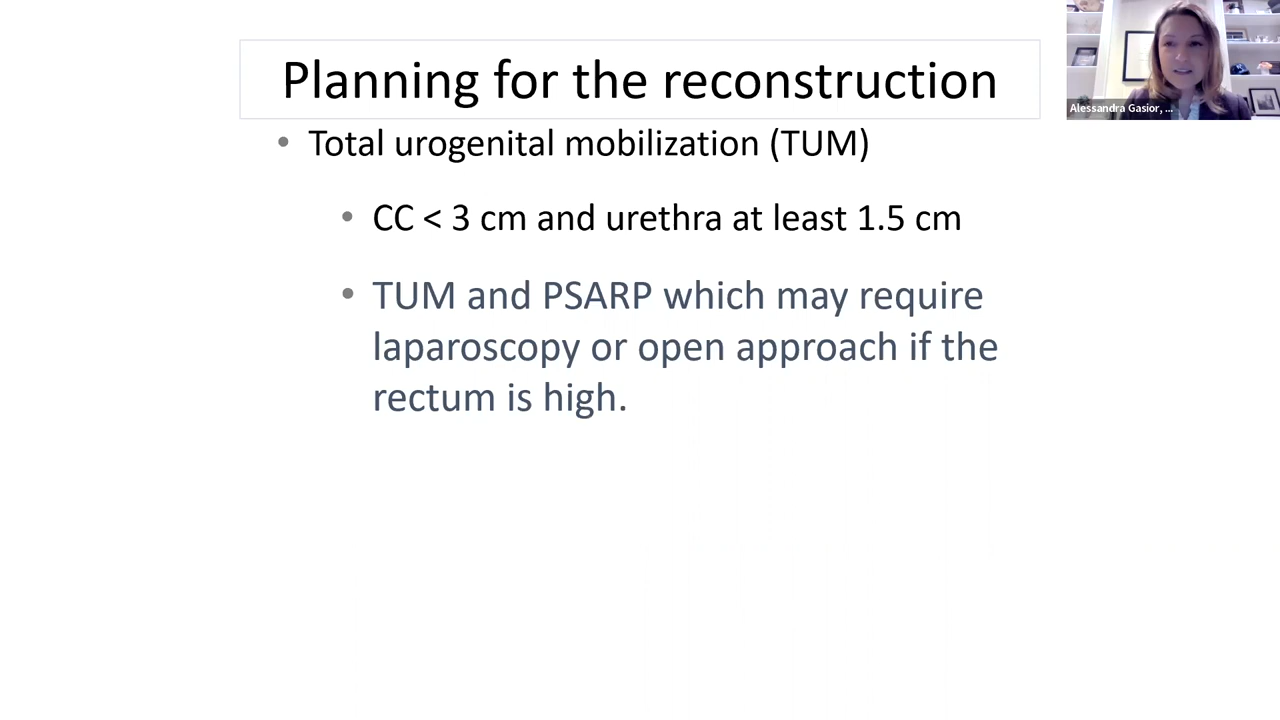 Planning for the reconstruction
• Total urogenital mobilization (TUM)
• CC < 3 cm and urethra at least 1.5 cm
• TUM and PSARP which may require
laparoscopy or open approach if the
rectum is high.
Alessandra Gasior, ...